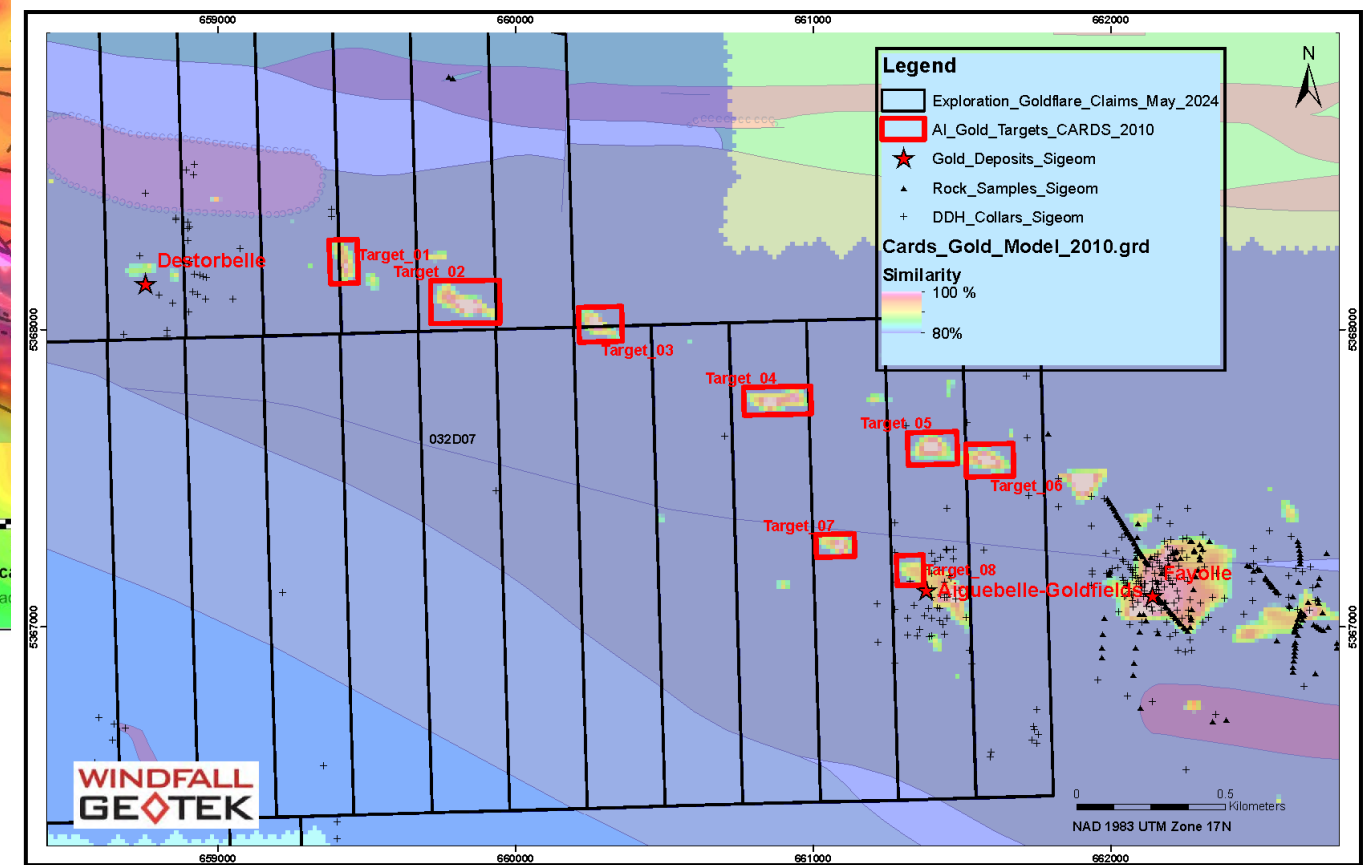 659000 660000 661000 662000
Legend
Exploration_Goldflare_Claims_May_2024
AI_Gold_Targets_CARDS_2010
Gold_Deposits_Sigeom
Rock_Samples_Sigeom
DDH_Collars_Sigeom
Cards_Gold_Model_2010.grd
Similarity
100 %
80%
N
Destorbelle
Target_01
Target_02
5368000
5368000
Target_03
Target_04
Target_05
032D07
Target_06
Target_07
Target_08
Fayolle
Aiguebelle-Goldfields
5367000
5367000
WINDFALL
GEOTEK
0 0.5
Kilometers
NAD 1983 UTM Zone 17N
659000 660000 661000 662000